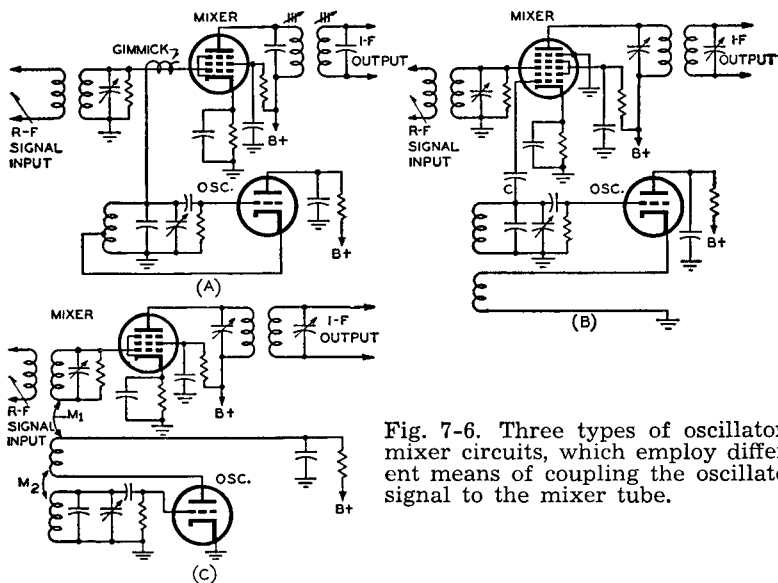 MIXER
GIMMICK
I-F
OUTPUT
R-F
SIGNAL
INPUT
B+
OSC.
B+
(A)
MIXER
I-F
OUTPUT
R-F
SIGNAL
INPUT
B+
C
OSC.
B+
(B)
MIXER
I-F
OUTPUT
R-F
SIGNAL
INPUT
M1
B+
M2
OSC.
B+
(C)
Fig. 7-6. Three types of oscillator
mixer circuits, which employ differ-
ent means of coupling the oscillato
signal to the mixer tube.